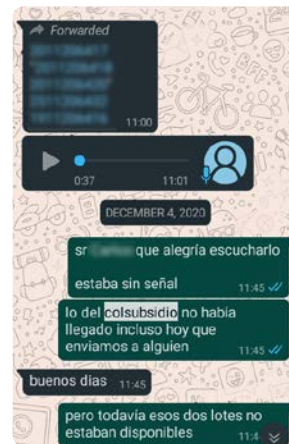 Forwarded
11:00
0:37 11:01
DECEMBER 4, 2020
sr que alegría escucharlo
estaba sin señal 11:45
lo del colsubsidio no había
llegado incluso hoy que
enviamos a alguien 11:45
buenos días 11:45
pero todavía esos dos lotes no
estaban disponibles